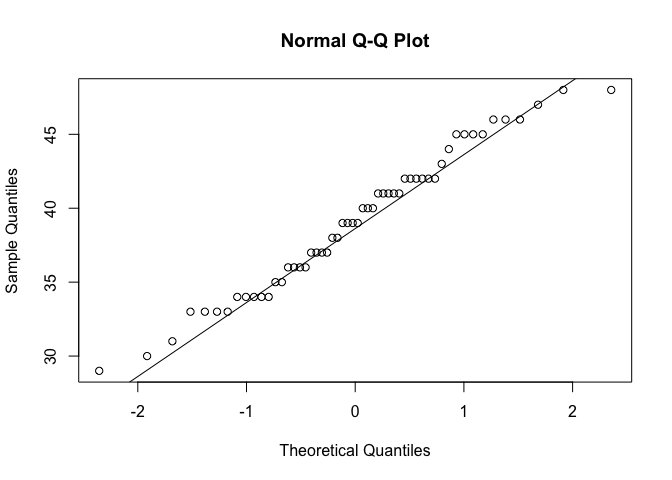 Normal Q-Q Plot
45
40
35
30
Sample Quantiles
-2 -1 0 1 2
Theoretical Quantiles